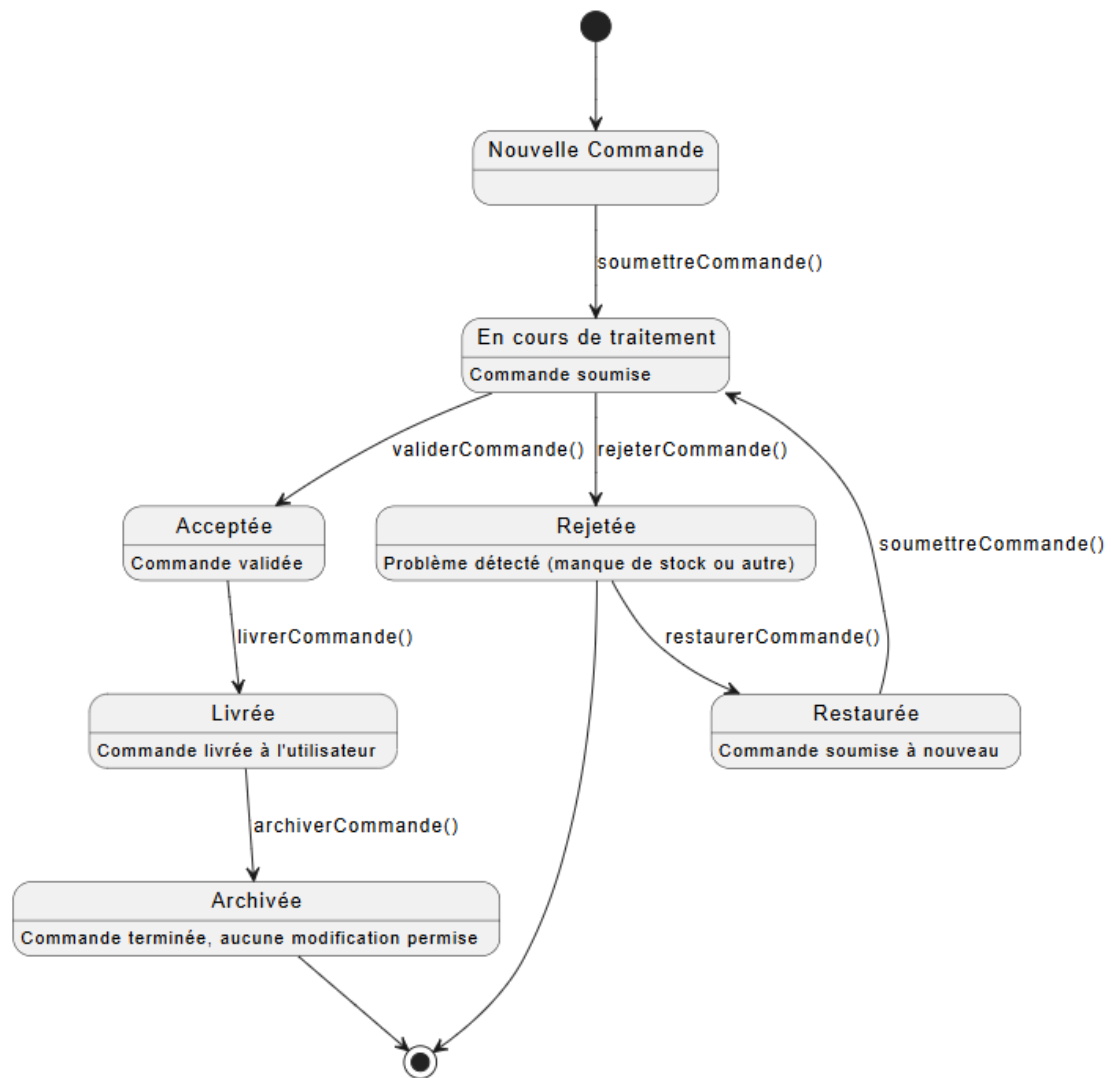 Nouvelle Commande
soumettreCommande()
En cours de traitement
Commande soumise
validerCommande()
rejeterCommande()
soumettreCommande()
Acceptée
Commande validée
Rejetée
Problème détecté (manque de stock ou autre)
livrerCommande()
restaurerCommande()
Livrée
Commande livrée à l'utilisateur
Restaurée
Commande soumise à nouveau
archiverCommande()
Archivée
Commande terminée, aucune modification permise